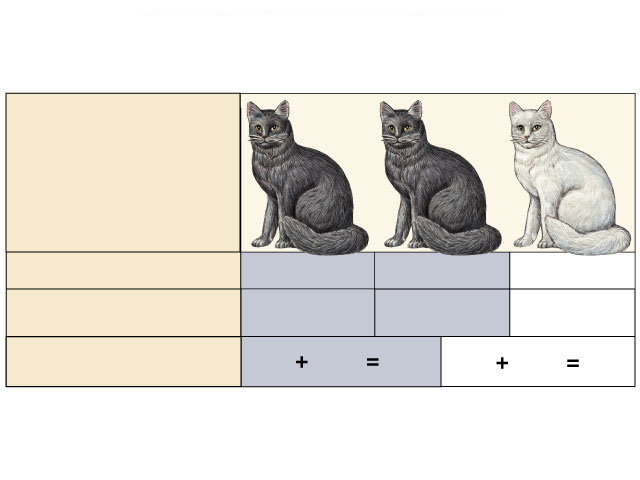 + = + =